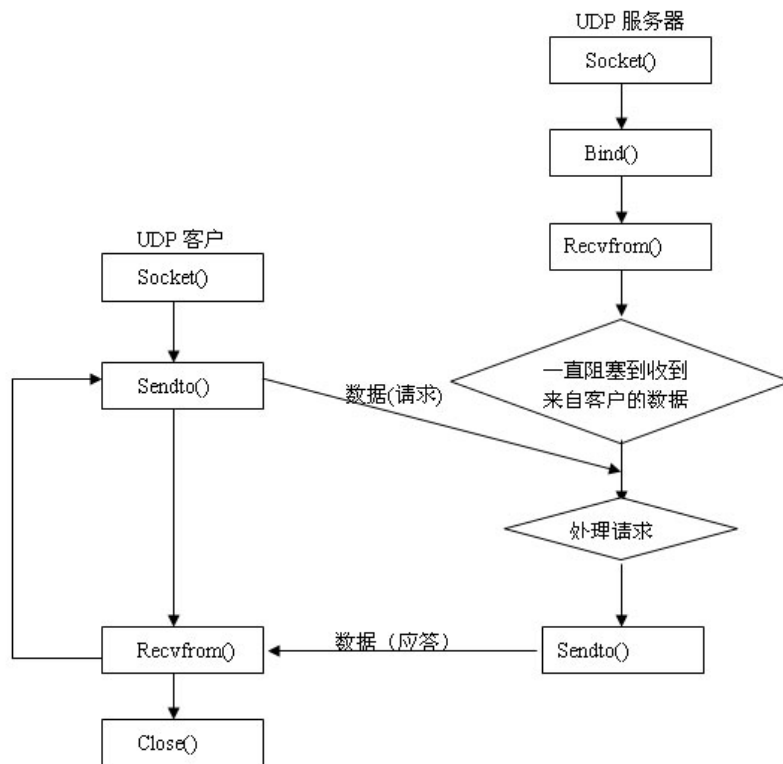 UDP 服务器
Socket()
Bind()
Recvfrom()
一直阻塞到收到
来自客户的数据
处理请求
Sendto()
UDP 客户
Socket()
Sendto()
数据(请求)
Recvfrom()
数据（应答）
Close()